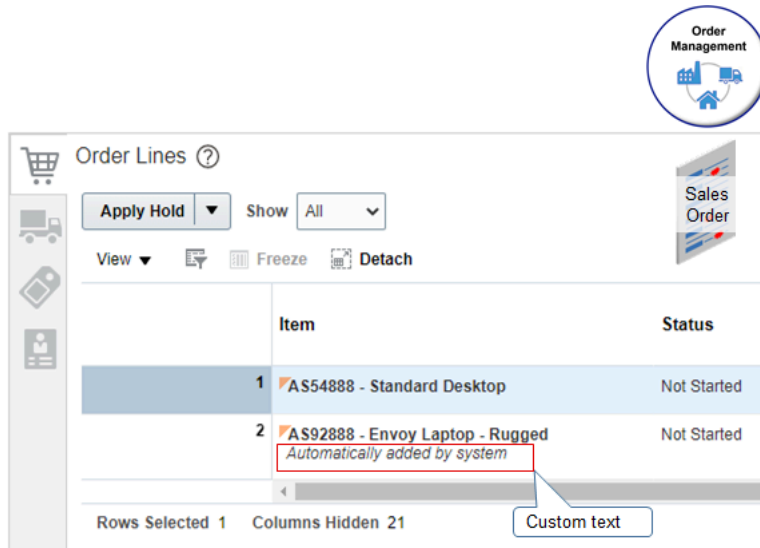 Order
Management
Order Lines ?
Sales
Order
Apply Hold Show All
View Freeze Detach
Item Status
1 AS54888 - Standard Desktop Not Started
2 AS92888 - Envoy Laptop - Rugged Not Started
Automatically added by system
Rows Selected 1 Columns Hidden 21
Custom text